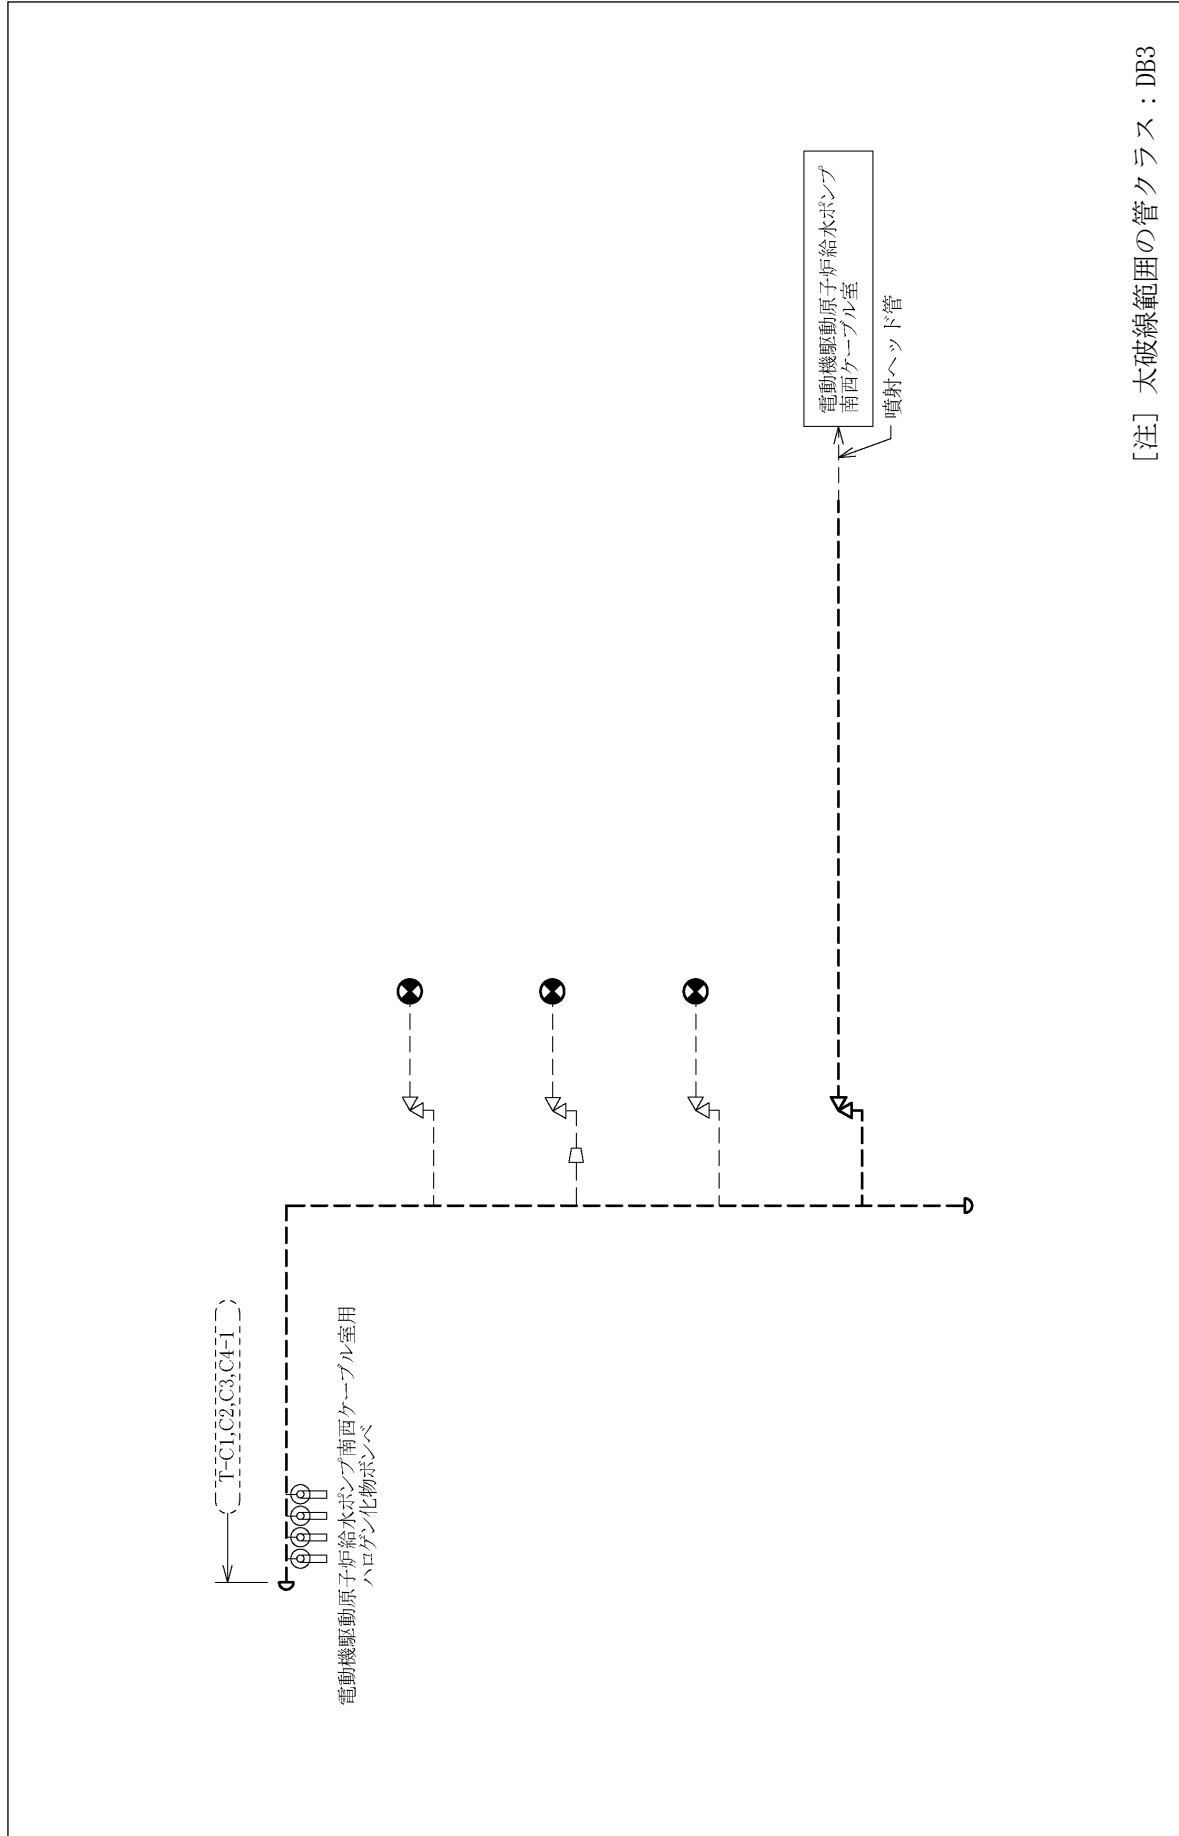 T-C1,C2,C3,C4-1
電動機駆動原子炉給水ポンプ南西ケーブル室用
ハロゲン化物ボンベ
電動機駆動原子炉給水ポンプ
南西ケーブル室
噴射ヘッド管
[注] 太破線範囲の管クラス：DB3